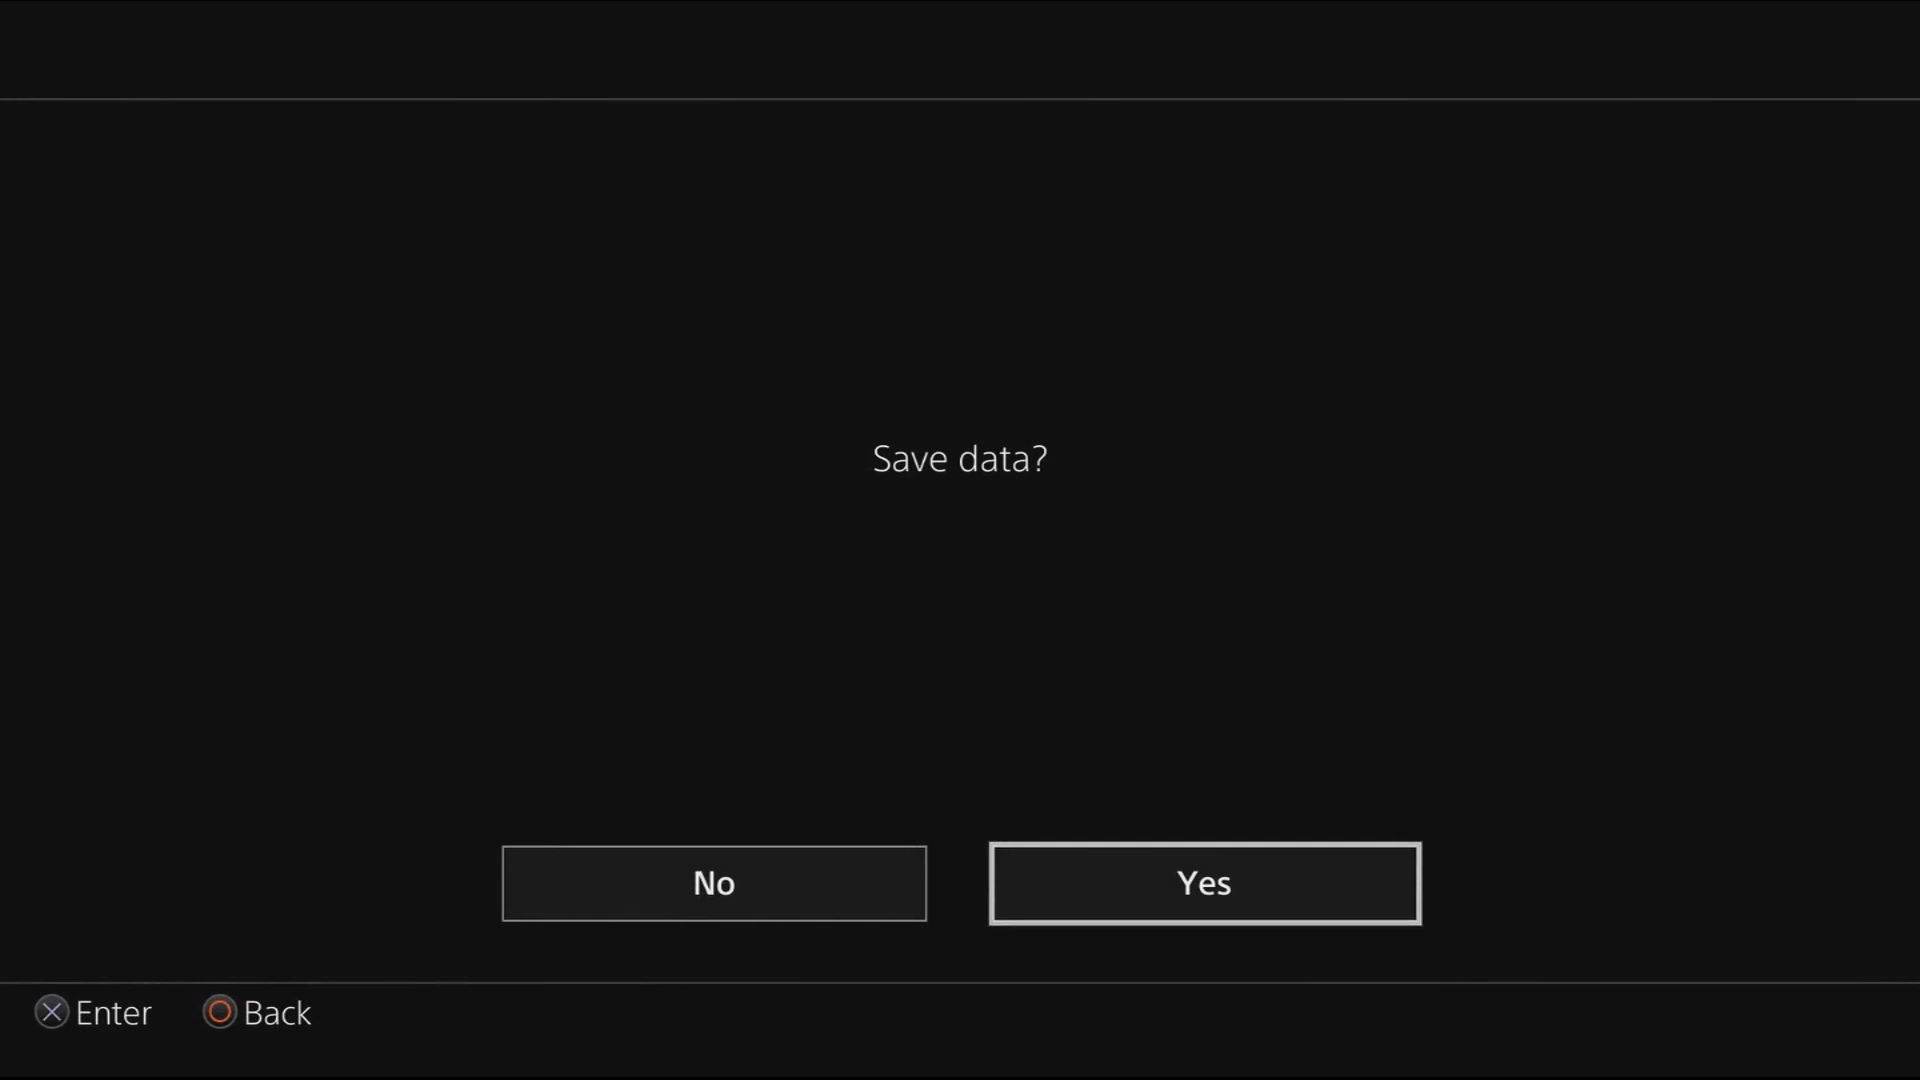 Save data?
No
Yes
Enter
Back